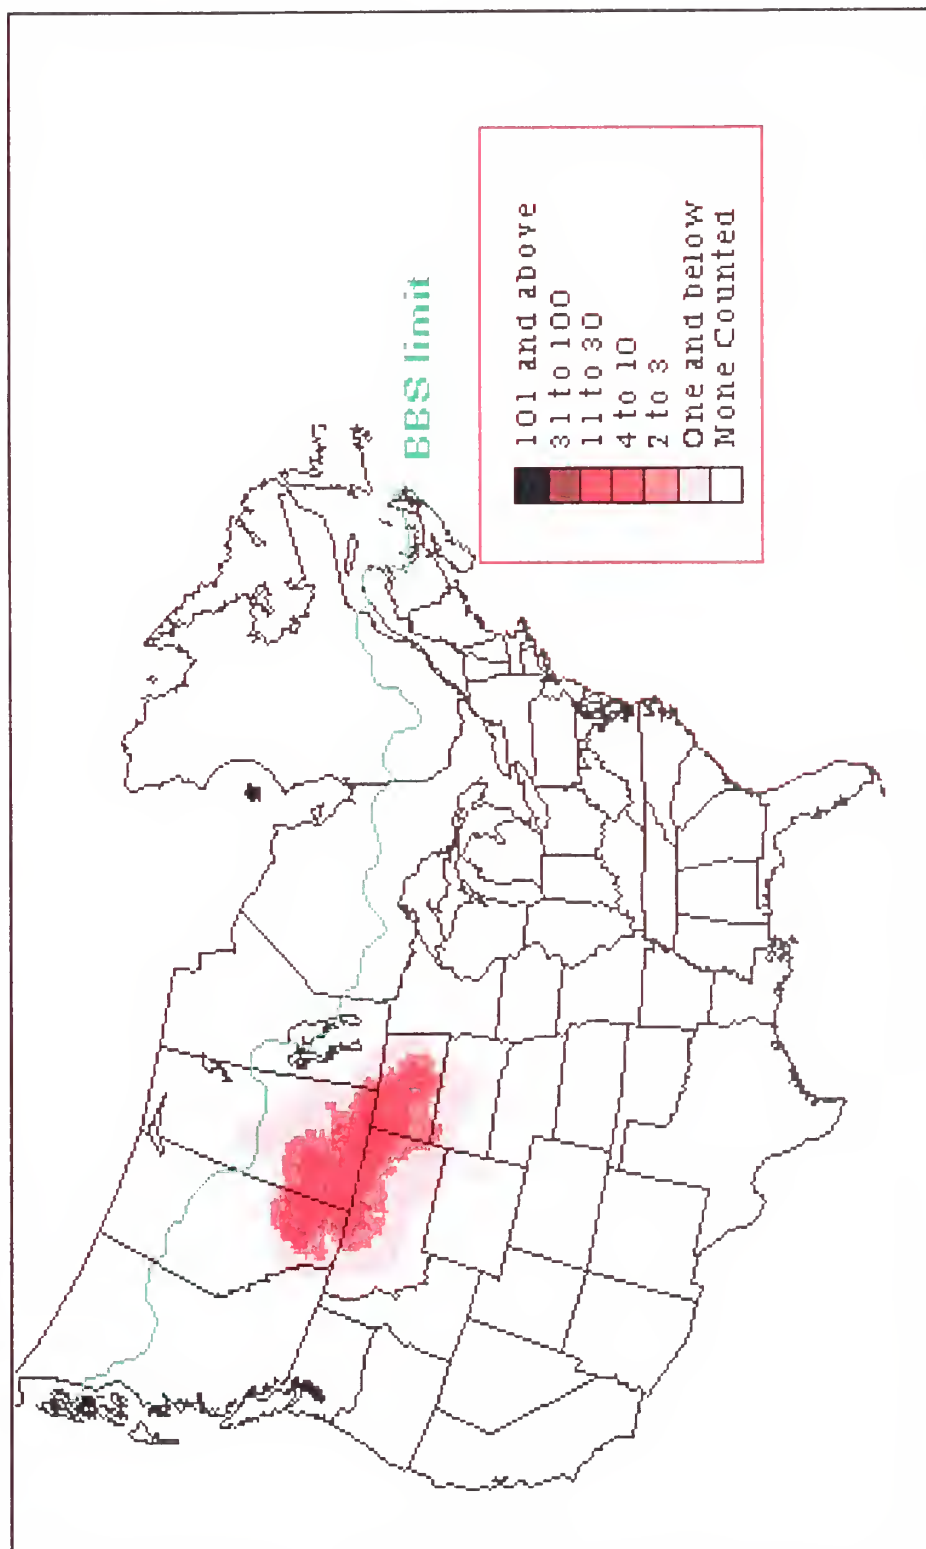 BBS limit
101 and above
31 to 100
11 to 30
4 to 10
2 to 3
One and below
None Counted